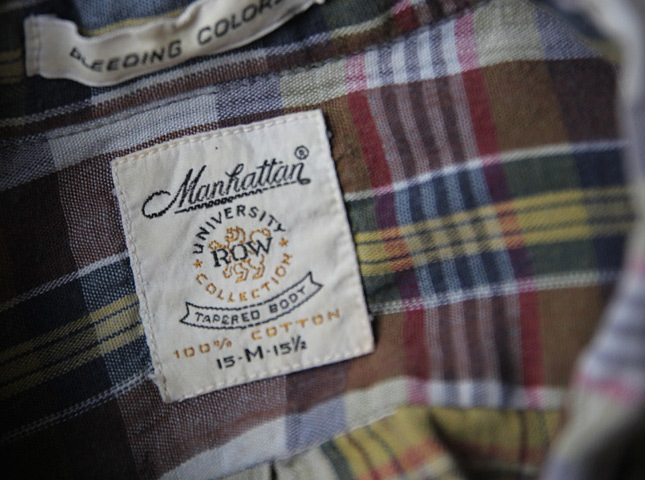 BLEEDING COLORS
Manhattan®
UNIVERSITY
ROW
COLLECTION
TAPERED BODY
100% COTTON
15-M-15½